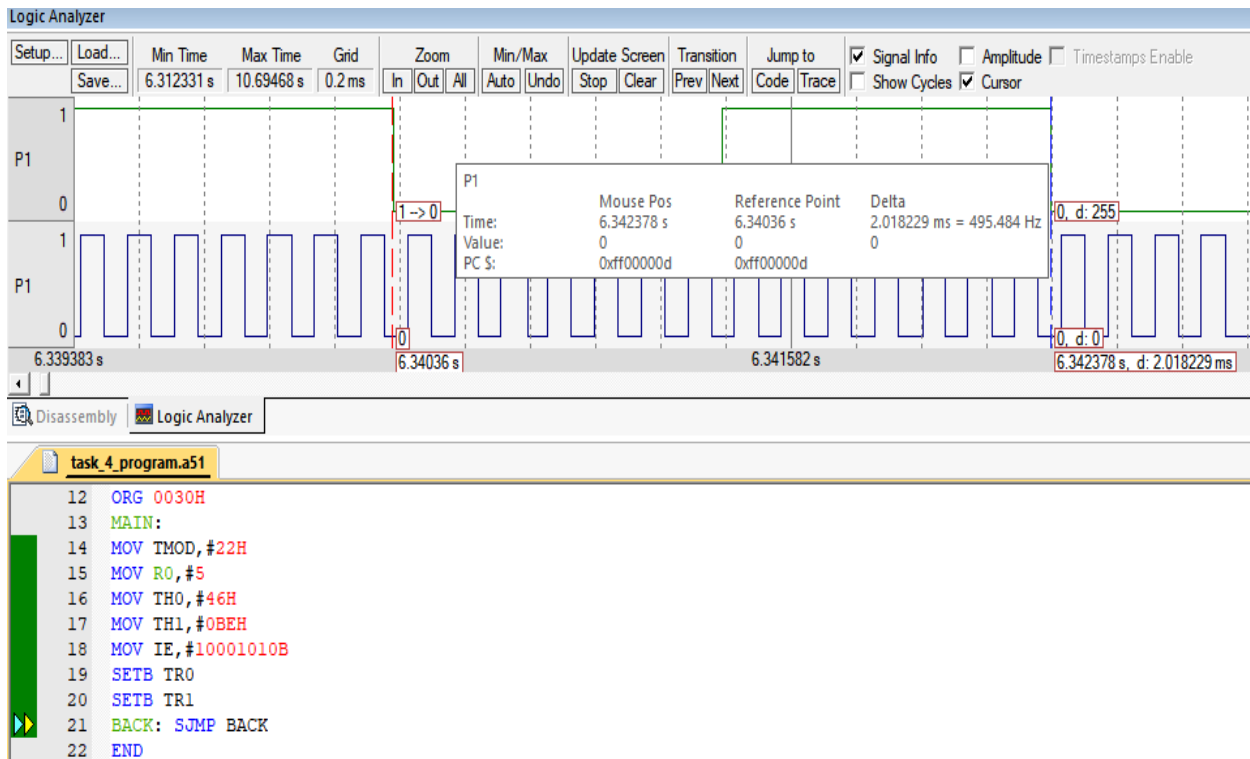 Logic Analyzer
Setup... Load... Min Time Max Time Grid Zoom Min/Max Update Screen Transition Jump to Signal Info Amplitude Timestamps Enable
Save... 6.312331 s 10.69468 s 0.2 ms In Out All Auto Undo Stop Clear Prev Next Code Trace Show Cycles Cursor
1
P1
0
1 --> 0
0, d: 255
P1
Mouse Pos Reference Point Delta
Time: 6.342378 s 6.34036 s 2.018229 ms = 495.484 Hz
Value: 0 0 0
PC $: 0xff00000d 0xff00000d
1
P1
0
0
0, d: 0
6.339383 s 6.34036 s 6.341582 s 6.342378 s, d: 2.018229 ms
Disassembly Logic Analyzer
task_4_program.a51
12 ORG 0030H
13 MAIN:
14 MOV TMOD,#22H
15 MOV R0,#5
16 MOV TH0,#46H
17 MOV TH1,#0BEH
18 MOV IE,#10001010B
19 SETB TR0
20 SETB TR1
21 BACK: SJMP BACK
22 END